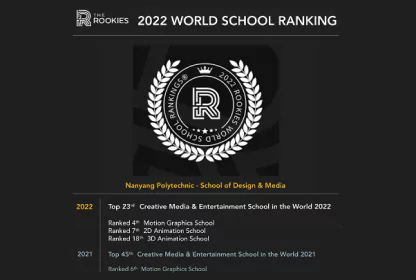 THE
ROOKIES
2022 WORLD SCHOOL RANKING
2022 ROOKIES WORLD SCHOOL RANKINGS®
R
Nanyang Polytechnic - School of Design & Media
2022
Top 23rd Creative Media & Entertainment School in the World 2022
Ranked 4th Motion Graphics School
Ranked 7th 2D Animation School
Ranked 18th 3D Animation School
2021
Top 45th Creative Media & Entertainment School in the World 2021
Ranked 6th Motion Graphics School